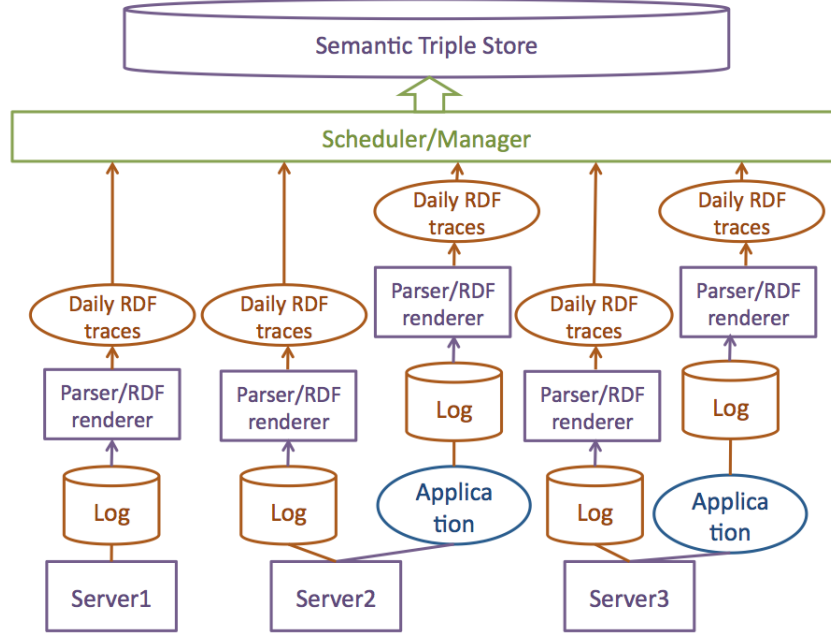 Semantic Triple Store
Scheduler/Manager
Daily RDF
traces
Daily RDF
traces
Parser/RDF
renderer
Parser/RDF
renderer
Daily RDF
traces
Daily RDF
traces
Daily RDF
traces
Parser/RDF
renderer
Parser/RDF
renderer
Parser/RDF
renderer
Log
Log
Log
Log
Log
Applica
tion
Applica
tion
Server1
Server2
Server3